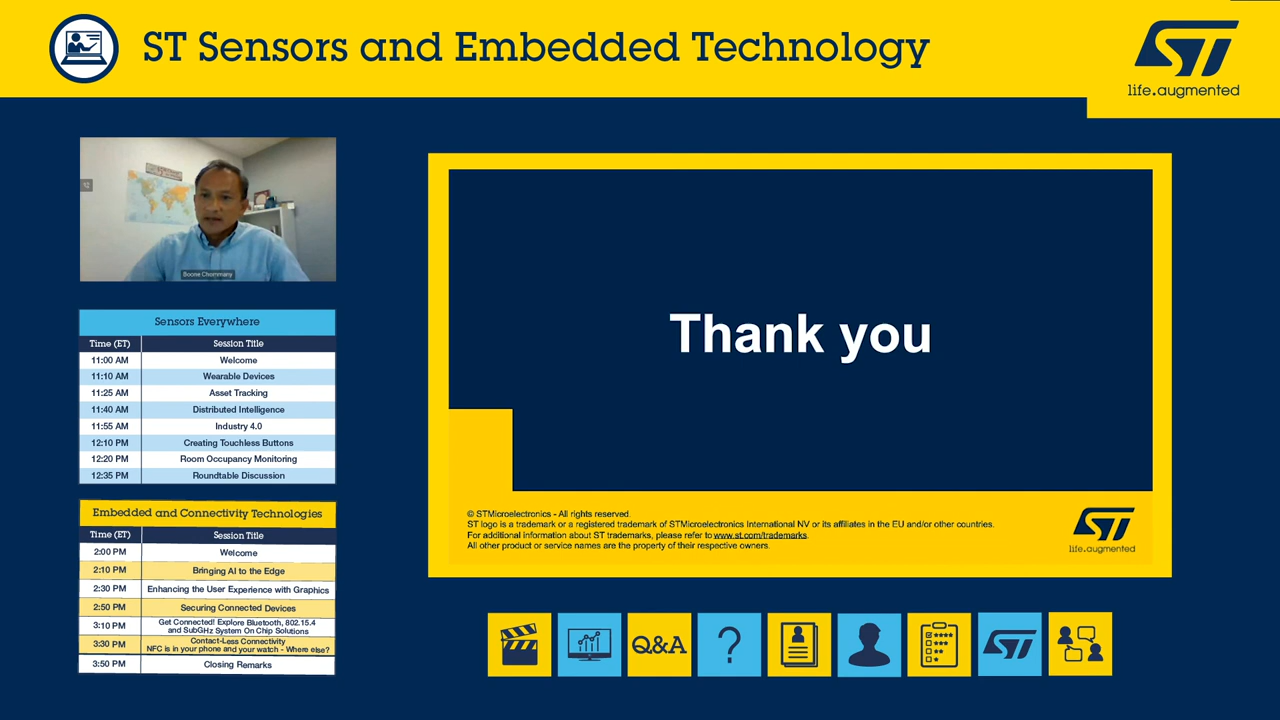 ST Sensors and Embedded Technology
ST
life.augmented
12
Boone Chommany
Sensors Everywhere
Time (ET) Session Title
11:00 AM Welcome
11:10 AM Wearable Devices
11:25 AM Asset Tracking
11:40 AM Distributed Intelligence
11:55 AM Industry 4.0
12:10 PM Creating Touchless Buttons
12:20 PM Room Occupancy Monitoring
12:35 PM Roundtable Discussion
Embedded and Connectivity Technologies
Time (ET) Session Title
2:00 PM Welcome
2:10 PM Bringing AI to the Edge
2:30 PM Enhancing the User Experience with Graphics
2:50 PM Securing Connected Devices
3:10 PM Get Connected! Explore Bluetooth, 802.15.4
and SubGHz System On Chip Solutions
3:30 PM Contact-Less Connectivity
NFC is in your phone and your watch - Where else?
3:50 PM Closing Remarks
Thank you
© STMicroelectronics - All rights reserved.
ST logo is a trademark or a registered trademark of STMicroelectronics International NV or its affiliates in the EU and/or other countries.
For additional information about ST trademarks, please refer to www.st.com/trademarks.
All other product or service names are the property of their respective owners.
ST
life.augmented
Q&A
?
ST